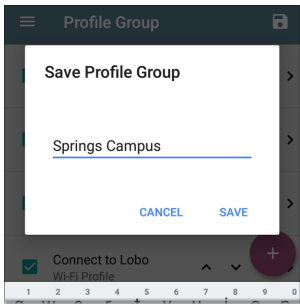 Profile Group
Save Profile Group
Springs Campus
CANCEL
SAVE
Connect to Lobo
Wi-Fi Profile
1 2 3 4 5 6 7 8 9 0